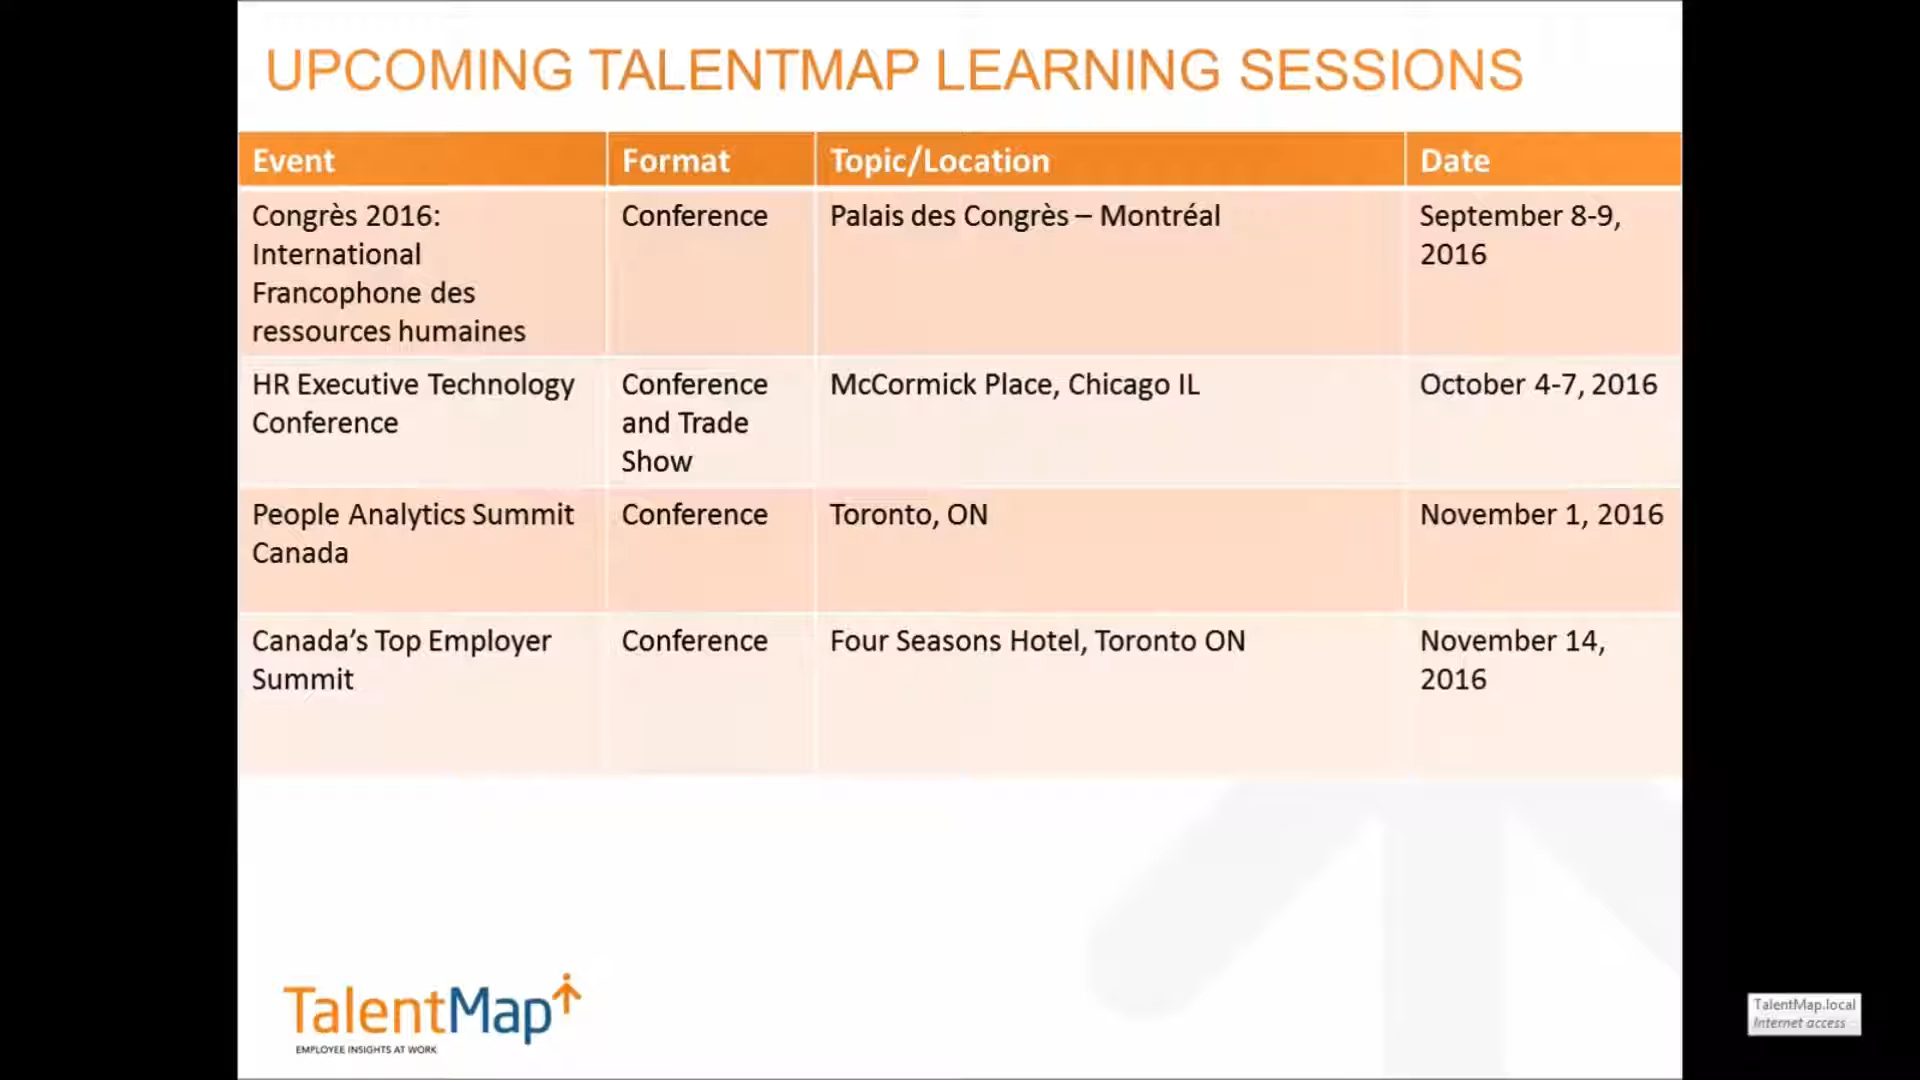 UPCOMING TALENTMAP LEARNING SESSIONS
Event Format Topic/Location Date
Congrès 2016: Conference Palais des Congrès – Montréal September 8-9,
International 2016
Francophone des
ressources humaines
HR Executive Technology Conference McCormick Place, Chicago IL October 4-7, 2016
Conference and Trade
Show
People Analytics Summit Conference Toronto, ON November 1, 2016
Canada
Canada’s Top Employer Conference Four Seasons Hotel, Toronto ON November 14,
Summit 2016
TalentMap
EMPLOYEE INSIGHTS AT WORK
TalentMap.local
Internet access